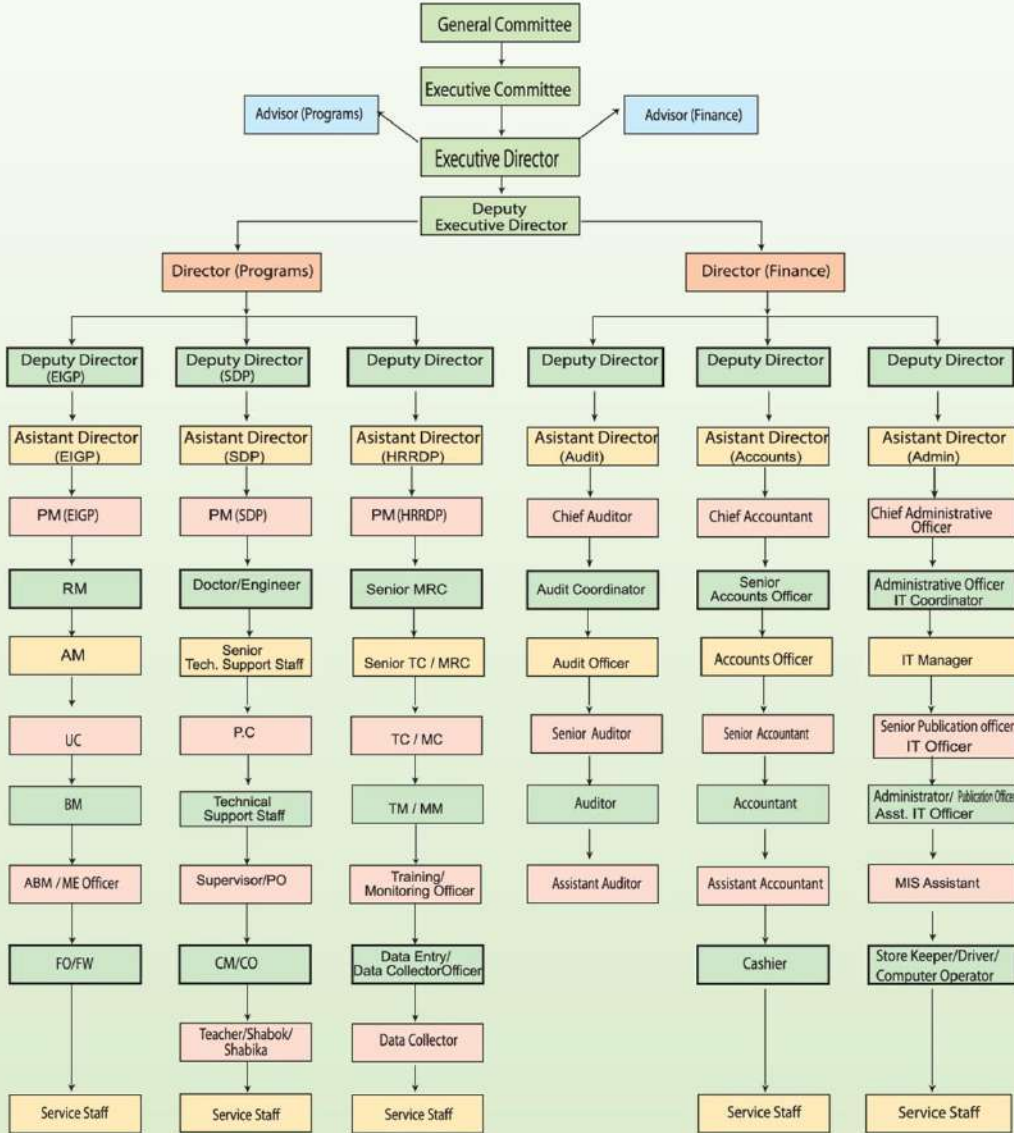 General Committee
Executive Committee
Advisor (Programs)
Advisor (Finance)
Executive Director
Deputy
Executive Director
Director (Programs)
Director (Finance)
Deputy Director
(EIGP)
Deputy Director
(SDP)
Deputy Director
Deputy Director
Deputy Director
Deputy Director
Asistant Director
(EIGP)
Asistant Director
(SDP)
Asistant Director
(HRRDP)
Asistant Director
(Audit)
Asistant Director
(Accounts)
Asistant Director
(Admin)
PM (EIGP)
PM (SDP)
PM (HRRDP)
Chief Auditor
Chief Accountant
Chief Administrative
Officer
RM
Doctor/Engineer
Senior MRC
Audit Coordinator
Senior
Accounts Officer
Administrative Officer
IT Coordinator
AM
Senior
Tech. Support Staff
Senior TC / MRC
Audit Officer
Accounts Officer
IT Manager
UC
P.C
TC / MC
Senior Auditor
Senior Accountant
Senior Publication officer
IT Officer
BM
Technical
Support Staff
TM / MM
Auditor
Accountant
Administrator/ Publication Officer
Asst. IT Officer
ABM / ME Officer
Supervisor/PO
Training/
Monitoring Officer
Assistant Auditor
Assistant Accountant
MIS Assistant
FO/FW
CM/CO
Data Entry/
Data CollectorOfficer
Cashier
Store Keeper/Driver/
Computer Operator
Teacher/Shabok/
Shabika
Data Collector
Service Staff
Service Staff
Service Staff
Service Staff
Service Staff